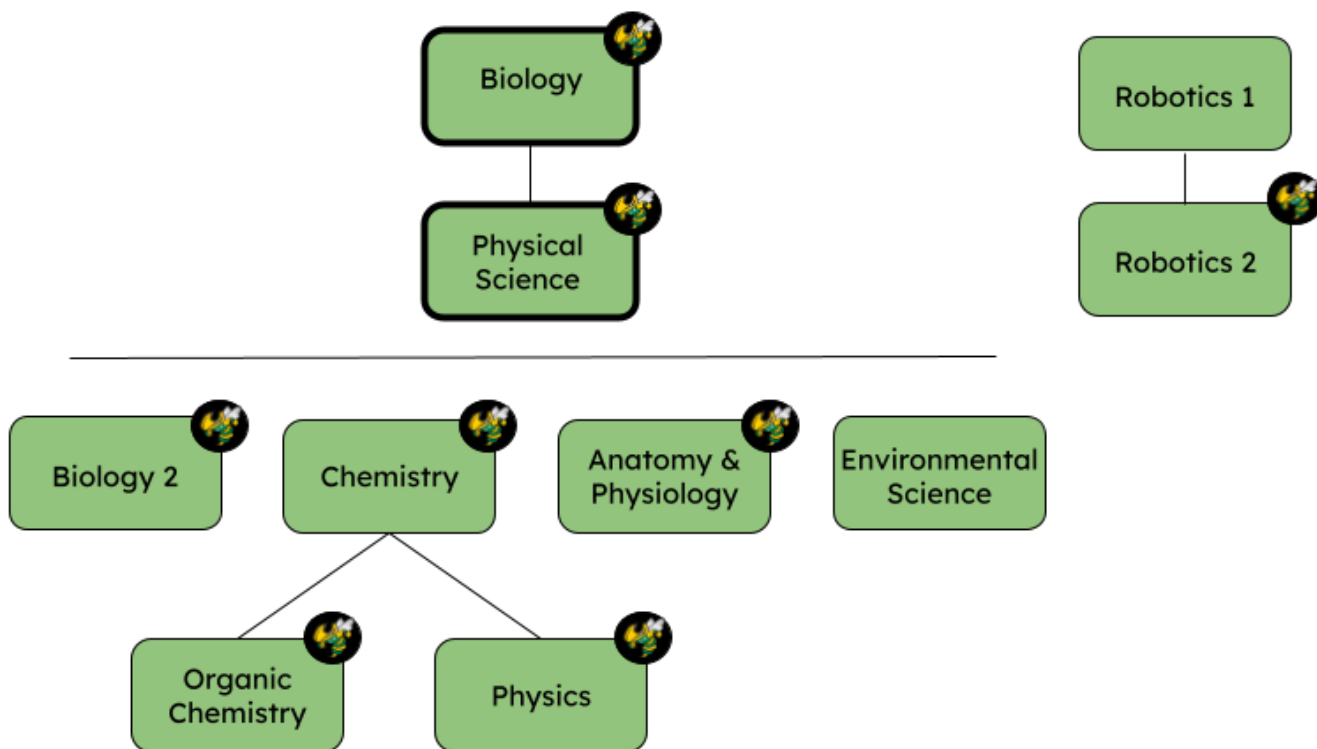 Biology
Robotics 1
Physical
Science
Robotics 2
Biology 2
Chemistry
Anatomy &
Physiology
Environmental
Science
Organic
Chemistry
Physics